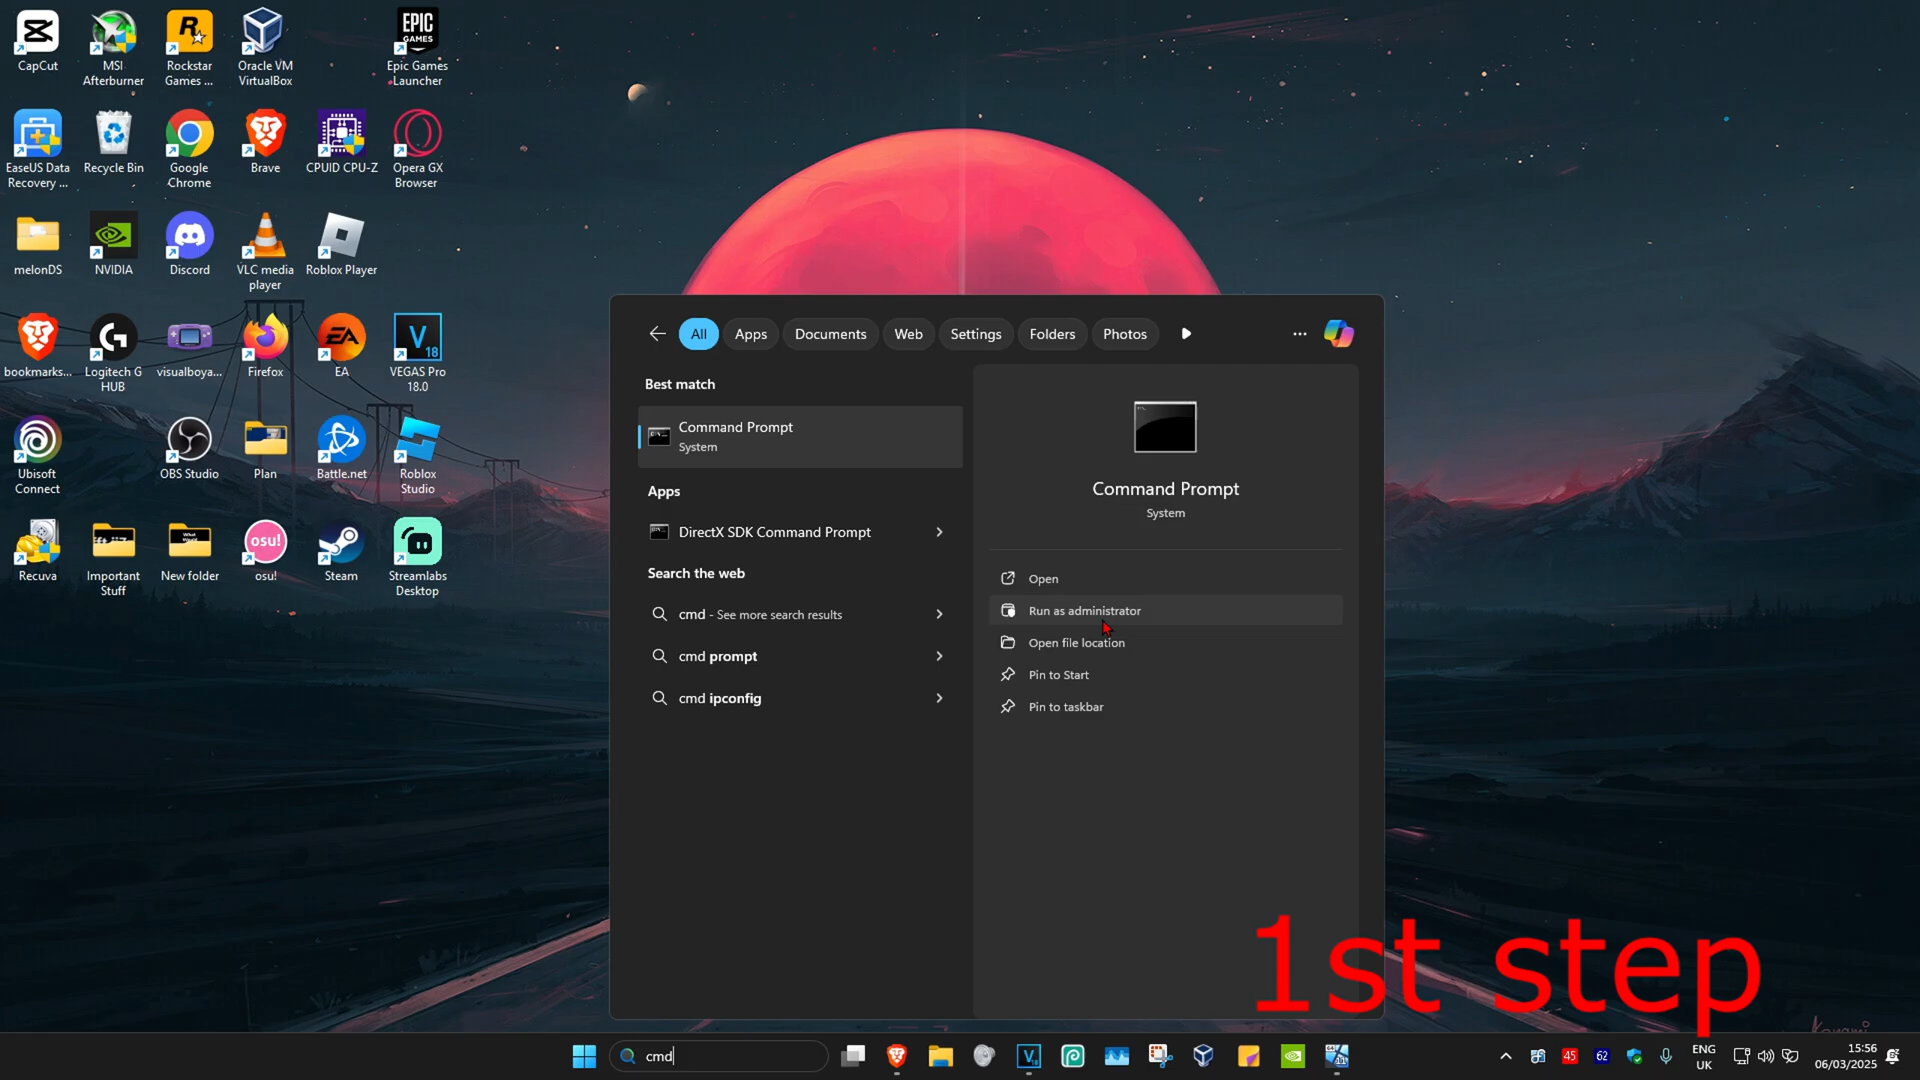 CapCut
MSI
Afterburner
Rockstar
Games ...
Oracle VM
VirtualBox
EPIC
GAMES
Epic Games
Launcher
EaseUS Data
Recovery ...
Recycle Bin
Google
Chrome
Brave
CPUID CPU-Z
Opera GX
Browser
melonDS
NVIDIA
Discord
VLC media
player
Roblox Player
bookmarks...
Logitech G
HUB
visualboya...
Firefox
EA
EA
V
18
VEGAS Pro
18.0
Ubisoft
Connect
OBS Studio
Plan
Battle.net
Roblox
Studio
Recuva
Important
Stuff
New folder
osu!
osu!
Steam
Streamlabs
Desktop
All
Apps
Documents
Web
Settings
Folders
Photos
Best match
Command Prompt
System
Apps
DirectX SDK Command Prompt
Search the web
cmd - See more search results
cmd prompt
cmd ipconfig
Command Prompt
System
Open
Run as administrator
Open file location
Pin to Start
Pin to taskbar
1st step
cmd
45
62
ENG
UK
15:56
06/03/2025